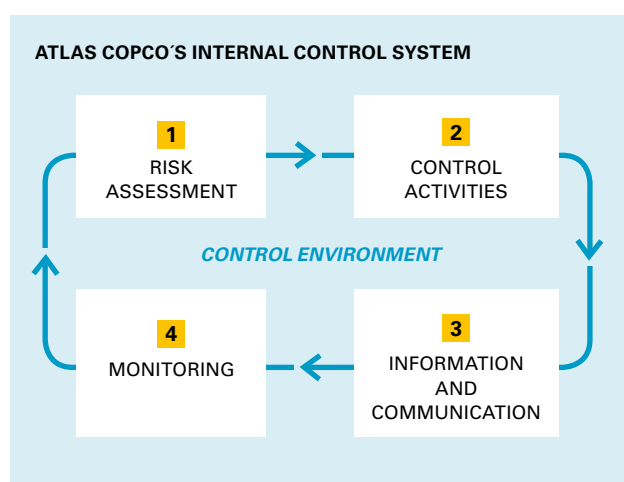 ATLAS COPCO´S INTERNAL CONTROL SYSTEM
1
RISK
ASSESSMENT
2
CONTROL
ACTIVITIES
CONTROL ENVIRONMENT
4
MONITORING
3
INFORMATION
AND
COMMUNICATION